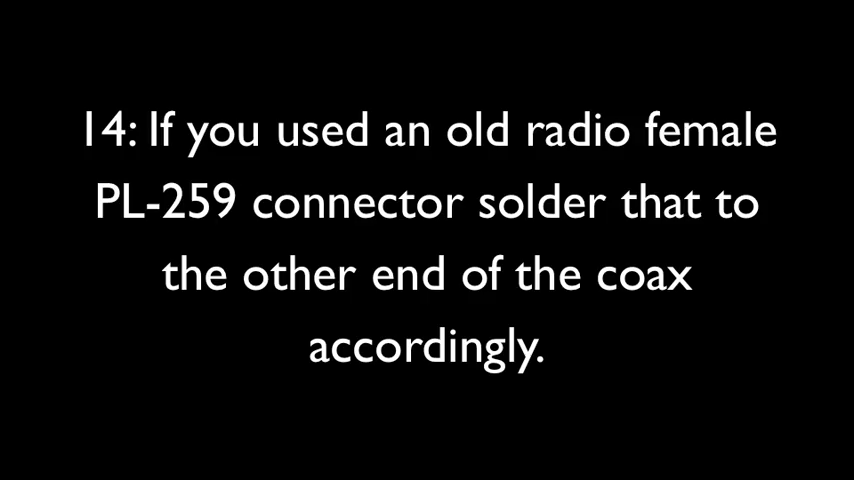 14: If you used an old radio female
PL-259 connector solder that to
the other end of the coax
accordingly.